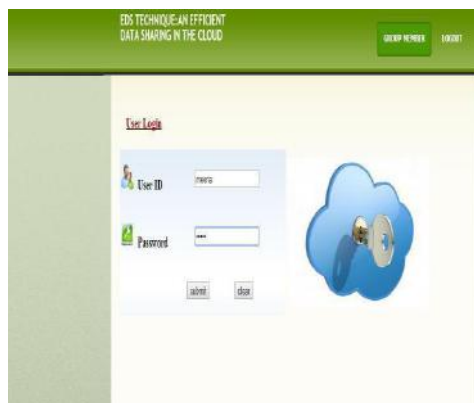 EDS TECHNIQUE:AN EFFICIENT
DATA SHARING IN THE CLOUD
GROUP MEMBER LOGOUT
User Login
User ID
meena
Password
submit clear